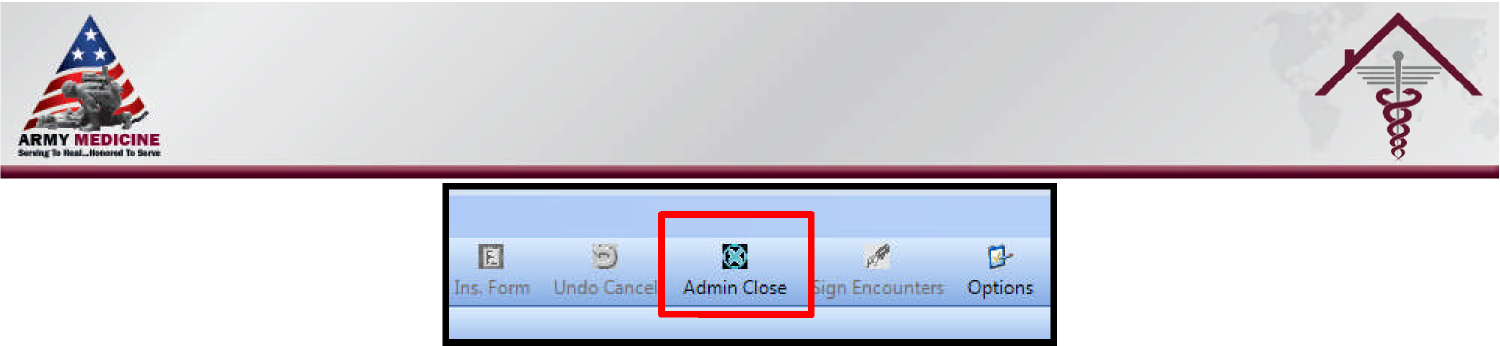 ARMY MEDICINE
Serving To Heal...Honored To Serve
Ins. Form Undo Cancel Admin Close Sign Encounters Options